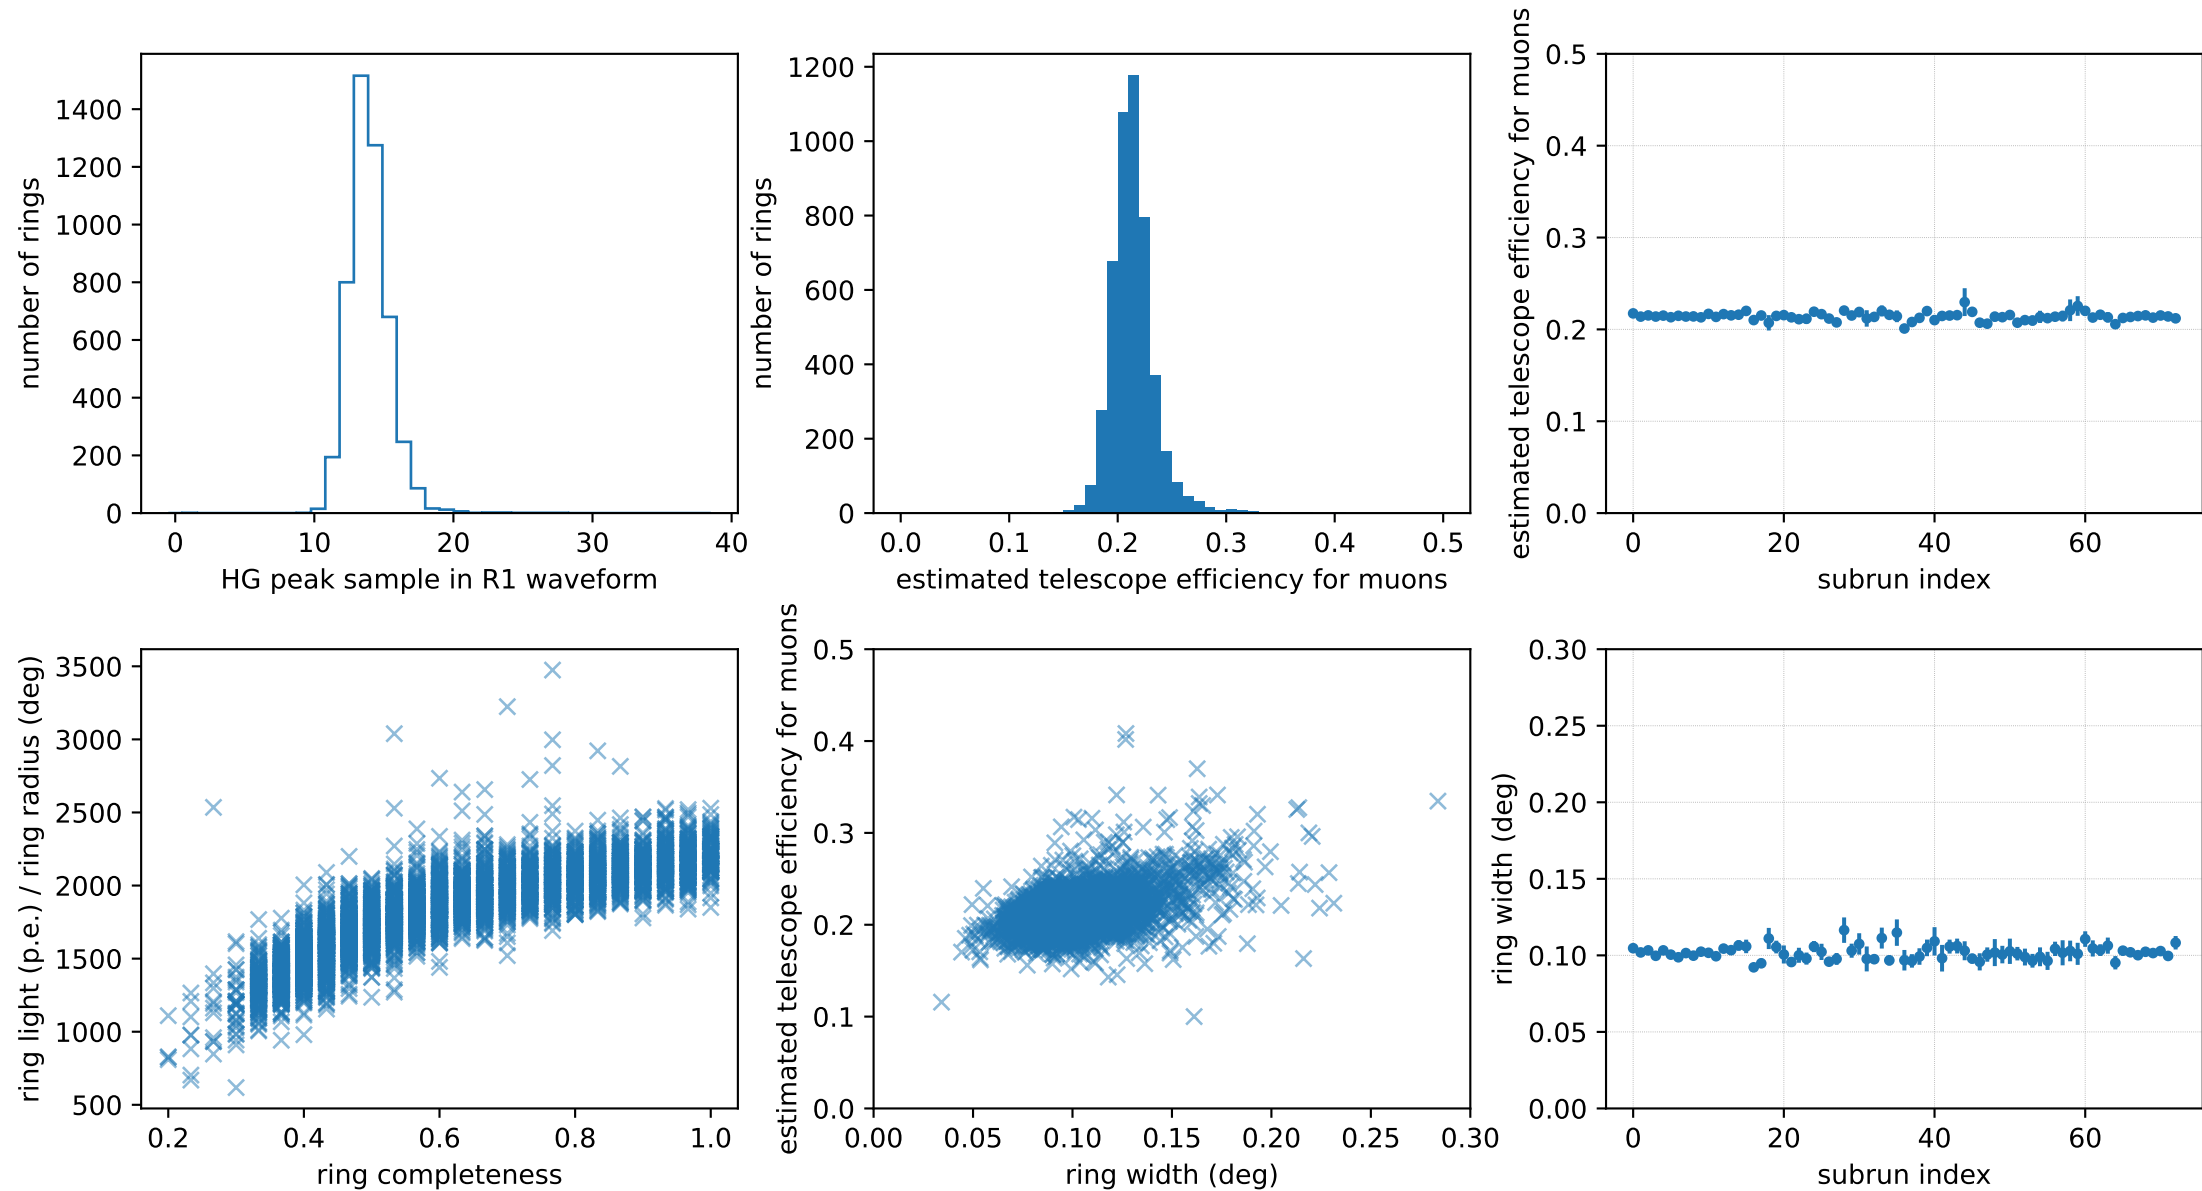 number of rings
1400
1200
1000
800
600
400
200
0
0 10 20 30 40
HG peak sample in R1 waveform
number of rings
1200
1000
800
600
400
200
0
0.0 0.1 0.2 0.3 0.4 0.5
estimated telescope efficiency for muons
estimated telescope efficiency for muons
0.5
0.4
0.3
0.2
0.1
0.0
0 20 40 60
subrun index
ring light (p.e.) / ring radius (deg)
3500
3000
2500
2000
1500
1000
500
0.2 0.4 0.6 0.8 1.0
ring completeness
estimated telescope efficiency for muons
0.5
0.4
0.3
0.2
0.1
0.0
0.00 0.05 0.10 0.15 0.20 0.25 0.30
ring width (deg)
ring width (deg)
0.30
0.25
0.20
0.15
0.10
0.05
0.00
0 20 40 60
subrun index